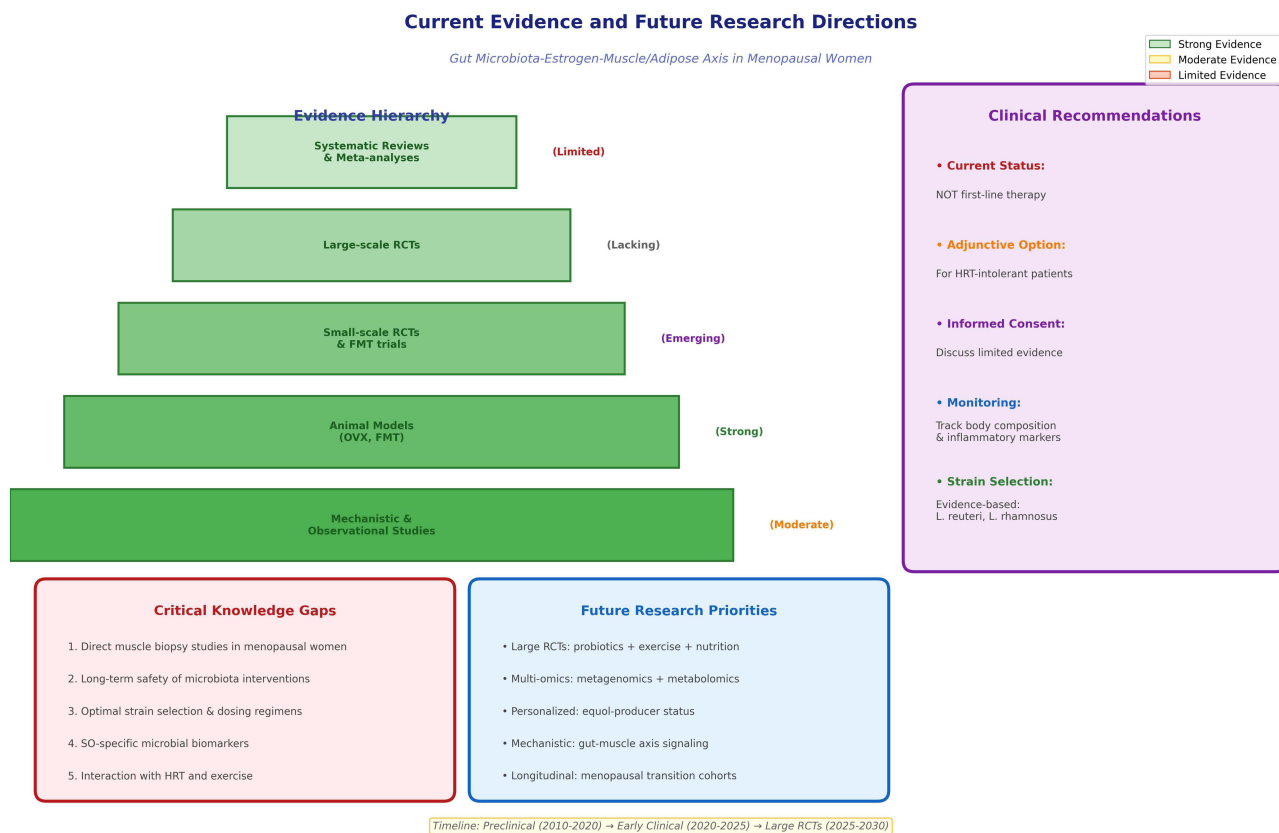 Current Evidence and Future Research Directions
Gut Microbiota-Estrogen-Muscle/Adipose Axis in Menopausal Women
Strong Evidence
Moderate Evidence
Limited Evidence
Evidence Hierarchy
Systematic Reviews
& Meta-analyses
(Limited)
Large-scale RCTs
(Lacking)
Small-scale RCTs
& FMT trials
(Emerging)
Animal Models
(OVX, FMT)
(Strong)
Mechanistic &
Observational Studies
(Moderate)
Clinical Recommendations
• Current Status:
NOT first-line therapy
• Adjunctive Option:
For HRT-intolerant patients
• Informed Consent:
Discuss limited evidence
• Monitoring:
Track body composition
& inflammatory markers
• Strain Selection:
Evidence-based:
L. reuteri, L. rhamnosus
Critical Knowledge Gaps
1. Direct muscle biopsy studies in menopausal women
2. Long-term safety of microbiota interventions
3. Optimal strain selection & dosing regimens
4. SO-specific microbial biomarkers
5. Interaction with HRT and exercise
Future Research Priorities
• Large RCTs: probiotics + exercise + nutrition
• Multi-omics: metagenomics + metabolomics
• Personalized: equol-producer status
• Mechanistic: gut-muscle axis signaling
• Longitudinal: menopausal transition cohorts
Timeline: Preclinical (2010-2020) → Early Clinical (2020-2025) → Large RCTs (2025-2030)